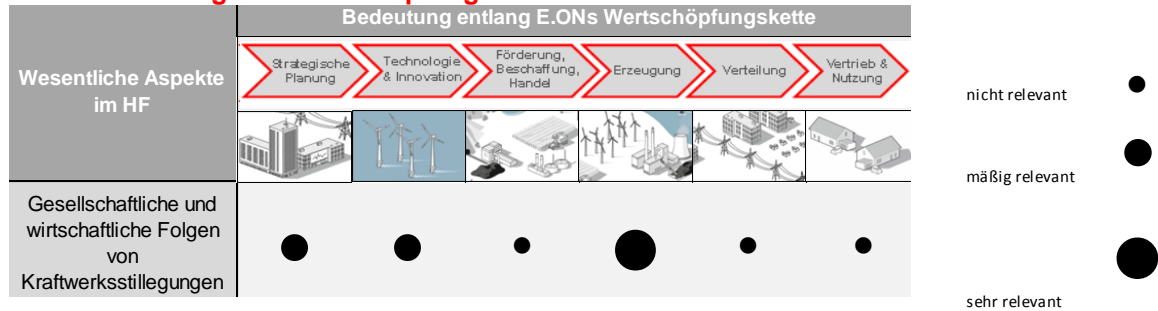 Bedeutung entlang E.ONs Wertschöpfungskette
Wesentliche Aspekte
im HF
Strategische
Planung
Technologie
& Innovation
Förderung,
Beschaffung,
Handel
Erzeugung
Verteilung
Vertrieb &
Nutzung
Gesellschaftliche und
wirtschaftliche Folgen
von
Kraftwerksstillegungen
nicht relevant
mäßig relevant
sehr relevant